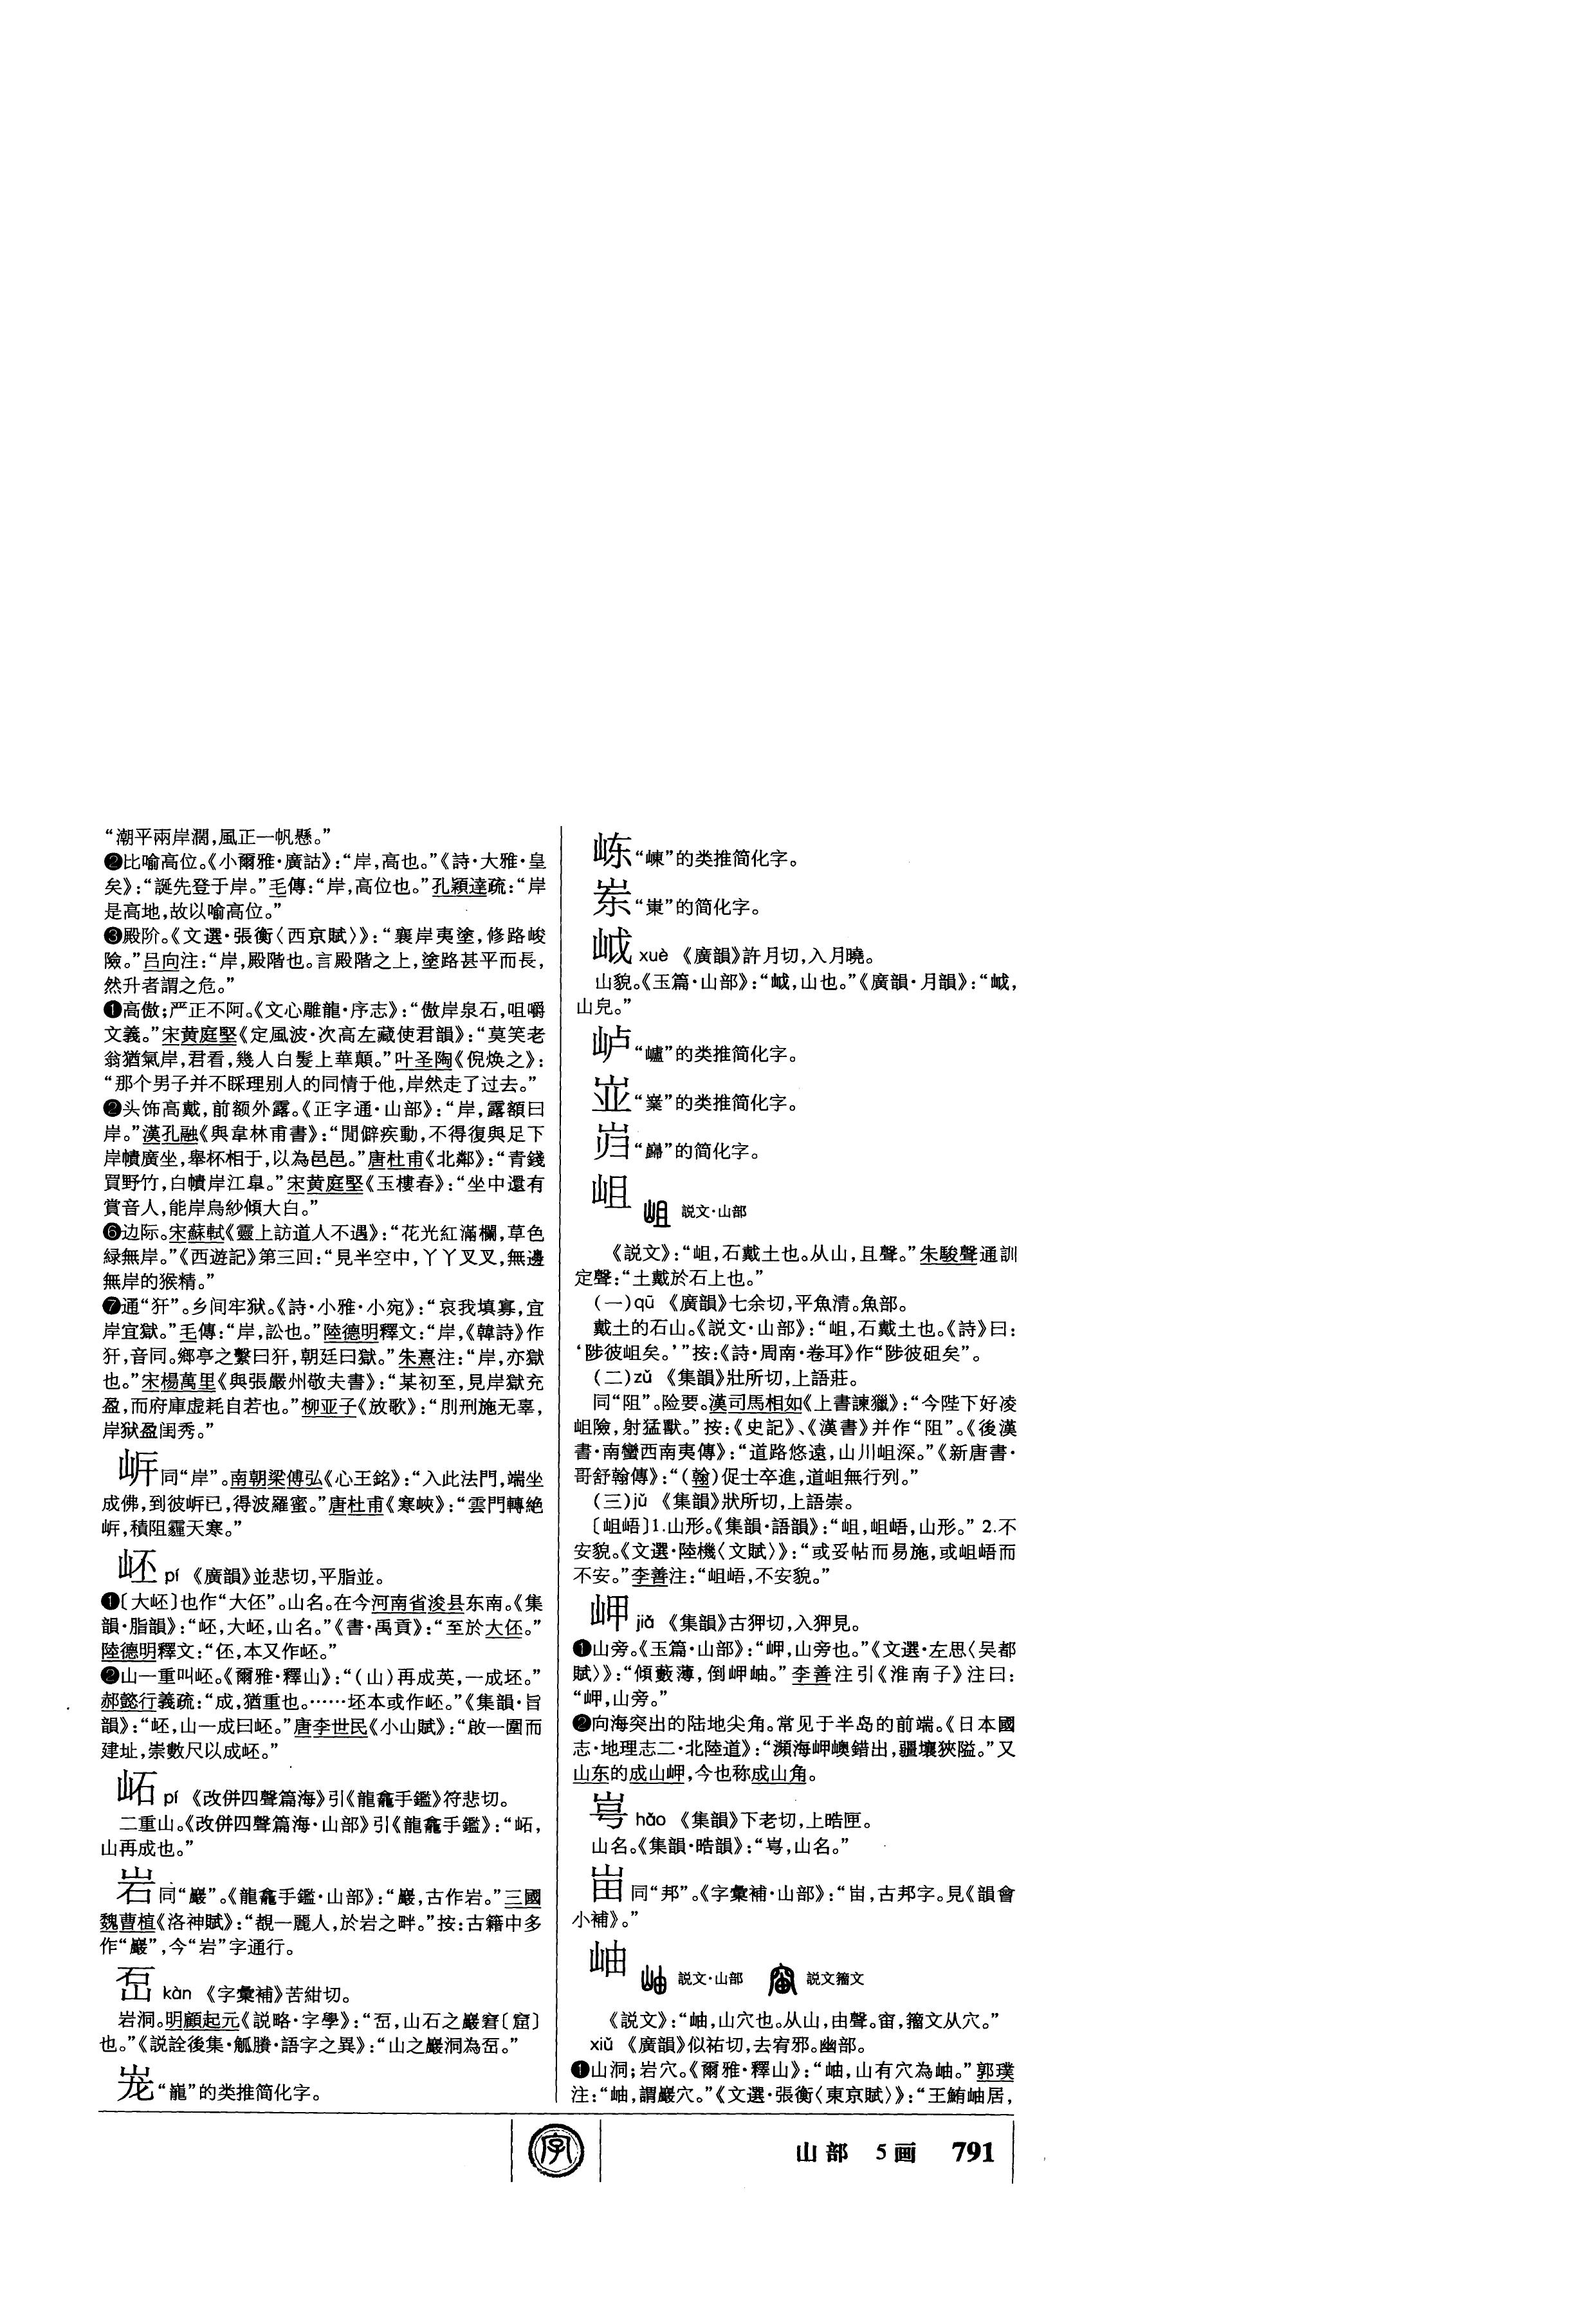 “潮平兩岸濶，風正一帆懸。”
❷比喻高位。《小爾雅·廣詁》：“岸，高也。”《詩·大雅·皇
矣》：“誕先登于岸。”毛傳：“岸，高位也。”孔穎達疏：“岸
是高地，故以喻高位。”
❸殿阶。《文選·張衡〈西京賦〉》：“襄岸夷塗，修路峻
險。”吕向注：“岸，殿階也。言殿階之上，塗路甚平而長，
然升者謂之危。”
❶高傲；严正不阿。《文心雕龍·序志》：“傲岸泉石，咀嚼
文義。”宋黄庭堅《定風波·次高左藏使君韻》：“莫笑老
翁猶氣岸，君看，幾人白髮上華顛。”叶圣陶《倪焕之》：
“那个男子并不睬理别人的同情于他，岸然走了过去。”
❷头饰高戴，前额外露。《正字通·山部》：“岸，露額曰
岸。”漢孔融《與韋林甫書》：“閒僻疾動，不得復與足下
岸幘廣坐，舉杯相于，以為邑邑。”唐杜甫《北鄰》：“青錢
買野竹，白幘岸江皐。”宋黄庭堅《玉樓春》：“坐中還有
賞音人，能岸烏紗傾大白。”
❻边际。宋蘇軾《靈上訪道人不遇》：“花光紅滿欄，草色
緑無岸。”《西遊記》第三回：“見半空中，丫丫叉叉，無邊
無岸的猴精。”
❼通“犴”。乡间牢狱。《詩·小雅·小宛》：“哀我填寡，宜
岸宜獄。”毛傳：“岸，訟也。”陸德明釋文：“岸，《韓詩》作
犴，音同。鄉亭之繫曰犴，朝廷曰獄。”朱熹注：“岸，亦獄
也。”宋楊萬里《與張嚴州敬夫書》：“某初至，見岸獄充
盈，而府庫虚耗自若也。”柳亚子《放歌》：“刖刑施无辜，
岸狱盈闺秀。”
㟁同“岸”。南朝梁傅弘《心王銘》：“入此法門，端坐
成佛，到彼㟁已，得波羅蜜。”唐杜甫《寒峽》：“雲門轉絶
㟁，積阻霾天寒。”
岯 pí 《廣韻》並悲切，平脂並。
❶〔大岯〕也作“大伾”。山名。在今河南省浚县东南。《集
韻·脂韻》：“岯，大岯，山名。”《書·禹貢》：“至於大伾。”
陸德明釋文：“伾，本又作岯。”
❷山一重叫岯。《爾雅·釋山》：“（山）再成英，一成坯。”
郝懿行義疏：“成，猶重也。……坯本或作岯。”《集韻·旨
韻》：“岯，山一成曰岯。”唐李世民《小山賦》：“啟一圍而
建址，崇數尺以成岯。”
岮 pí 《改併四聲篇海》引《龍龕手鑑》符悲切。
二重山。《改併四聲篇海·山部》引《龍龕手鑑》：“岮，
山再成也。”
岩 同“巖”。《龍龕手鑑·山部》：“巖，古作岩。”三國
魏曹植《洛神賦》：“覩一麗人，於岩之畔。”按：古籍中多
作“巖”，今“岩”字通行。
岙 kàn 《字彙補》苦紺切。
岩洞。明顧起元《説略·字學》：“，山石之巖窘〔窟〕
也。”《説詮後集·觚賸·語字之異》：“山之巖洞為。”
茏“巃”的类推简化字。
岽“崠”的类推简化字。
岽“崬”的简化字。
㞽 xuè 《廣韻》許月切，入月曉。
山貌。《玉篇·山部》：“，山也。”《廣韻·月韻》：“，
山皃。”
㟀“𡾋”的类推简化字。
“嶪”的类推简化字。
岿“巋”的简化字。
岨
説文·山部
《説文》：“岨，石戴土也。从山，且聲。”朱駿聲通訓
定聲：“土戴於石上也。”
（一）qū 《廣韻》七余切，平魚清。魚部。
戴土的石山。《説文·山部》：“岨，石戴土也。《詩》曰：
‘陟彼岨矣。’”按：《詩·周南·卷耳》作“陟彼砠矣”。
（二）zǔ 《集韻》壯所切，上語莊。
同“阻”。险要。漢司馬相如《上書諫獵》：“今陛下好凌
岨險，射猛獸。”按：《史記》、《漢書》并作“阻”。《後漢
書·南蠻西南夷傳》：“道路悠遠，山川岨深。”《新唐書·
哥舒翰傳》：“（翰）促士卒進，道岨無行列。”
（三）jǔ 《集韻》狀所切，上語崇。
〔岨峿〕1.山形。《集韻·語韻》：“岨，岨峿，山形。” 2.不
安貌。《文選·陸機〈文賦〉》：“或妥帖而易施，或岨峿而
不安。”李善注：“岨峿，不安貌。”
岬 jiǎ 《集韻》古狎切，入狎見。
❶山旁。《玉篇·山部》：“岬，山旁也。”《文選·左思〈吴都
賦〉》：“傾藪薄，倒岬岫。”李善注引《淮南子》注曰：
“岬，山旁。”
❷向海突出的陆地尖角。常见于半岛的前端。《日本國
志·地理志二·北陸道》：“瀕海岬嶼錯出，疆壤狹隘。”又
山东的成山岬，今也称成山角。
hǎo 《集韻》下老切，上晧匣。
山名。《集韻·晧韻》：“，山名。”
峀 同“邦”。《字彙補·山部》：“，古邦字。見《韻會
小補》。”
岫
説文·山部 説文籀文
《説文》：“岫，山穴也。从山，由聲。宙，籀文从穴。”
xiù 《廣韻》似祐切，去宥邪。幽部。
❶山洞；岩穴。《爾雅·釋山》：“岫，山有穴為岫。”郭璞
注：“岫，謂巖穴。”《文選·張衡〈東京賦〉》：“王鮪岫居，
字
山部 5画 791